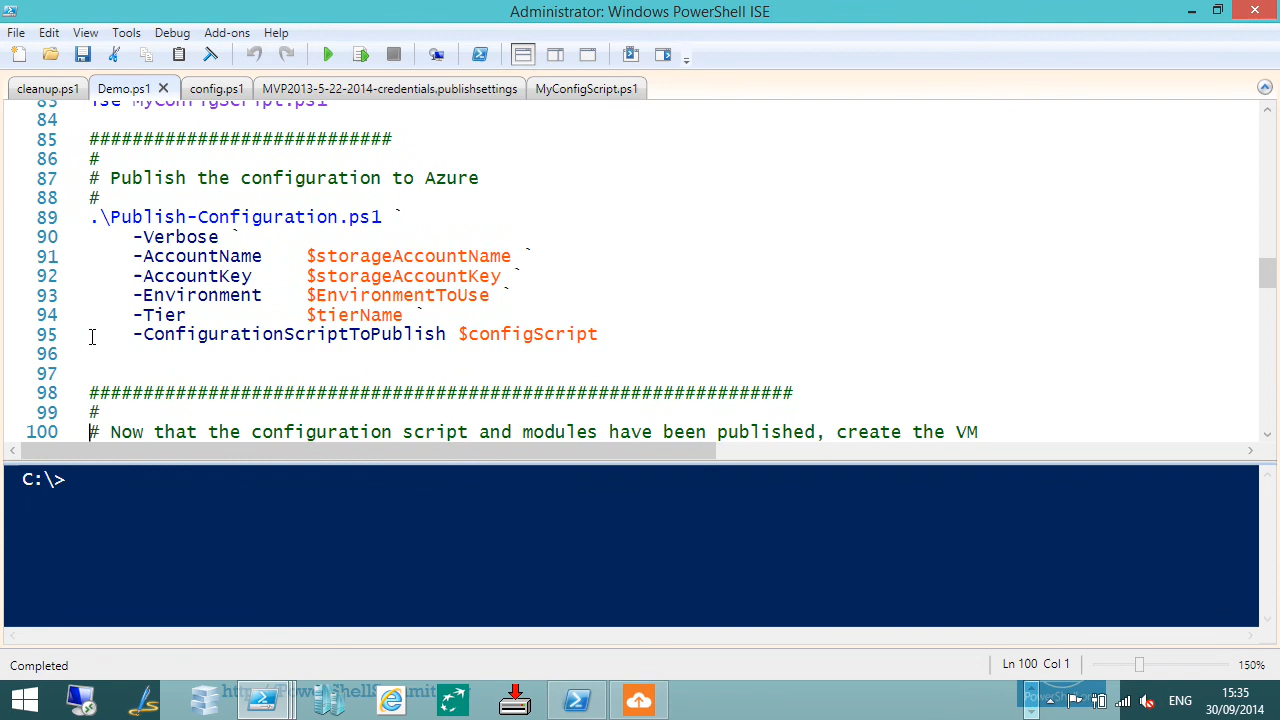 Administrator: Windows PowerShell ISE
File Edit View Tools Debug Add-ons Help
cleanup.ps1 Demo.ps1 config.ps1 MVP2013-5-22-2014-credentials.publishsettings MyConfigScript.ps1
83 ise MyConfigScript.ps1
84
85 ############################
86 #
87 # Publish the configuration to Azure
88 #
89 .\Publish-Configuration.ps1 `
90 -Verbose `
91 -AccountName $storageAccountName `
92 -AccountKey $storageAccountKey `
93 -Environment $EnvironmentToUse `
94 -Tier $tierName `
95 -ConfigurationScriptToPublish $configScript
96
97
98 #################################################################
99 #
100 # Now that the configuration script and modules have been published, create the VM
C:\>
Completed
Ln 100 Col 1
150%
ENG
15:35
30/09/2014